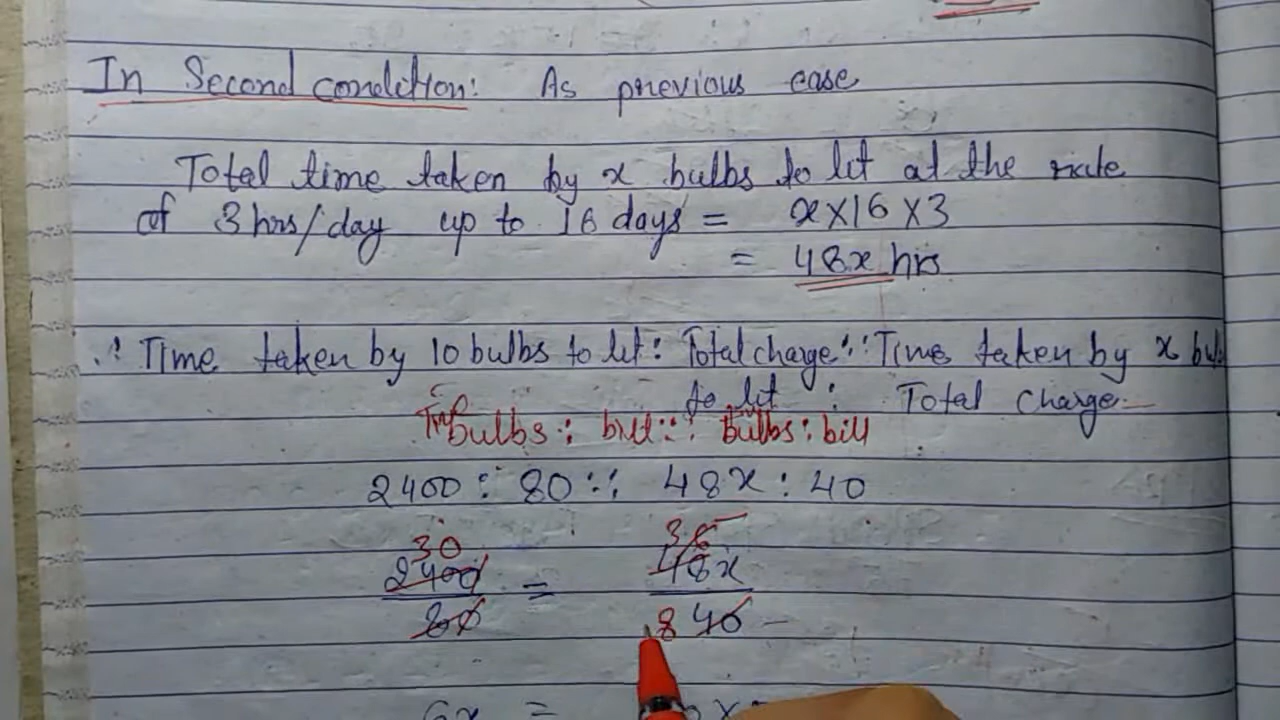 In Second condition: As previous case
Total time taken by x bulbs to lit at the rate
of 3 hrs/day up to 16 days = x×16×3
= 48x hrs
∴ Time taken by 10 bulbs to lit : Total charge :: Time taken by x
to lit : Total charge
bulbs : bill :: Bulbs : bill
2400 : 80 :: 48x : 40
30
2400 = 48x
80 8 40
6x =